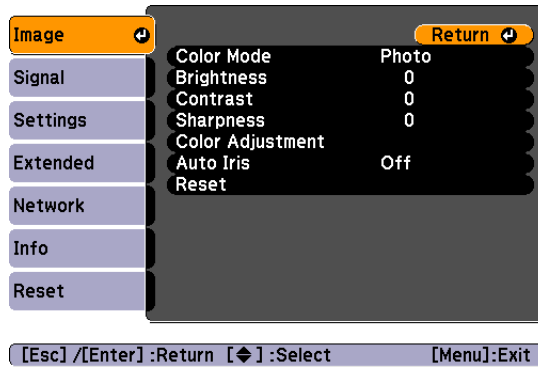 Image
Return
Color Mode Photo
Signal
Brightness 0
Contrast 0
Settings
Sharpness 0
Color Adjustment
Extended
Auto Iris Off
Reset
Network
Info
Reset
[Esc] /[Enter] :Return [◆] :Select [Menu]:Exit